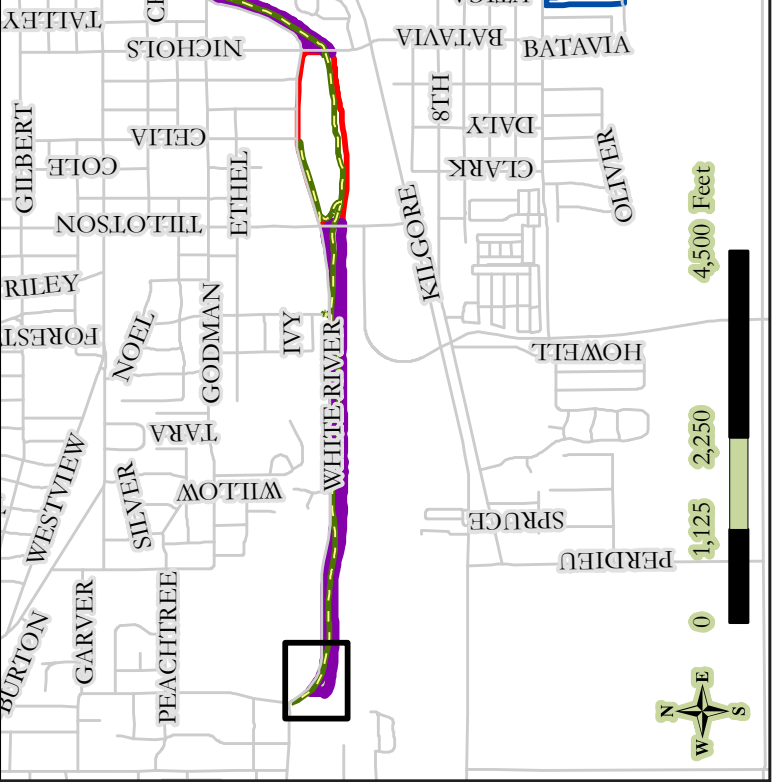 TALLEY
NICHOLS
BATAVIA
BATAVIA
GILBERT
CELIA
COLE
8TH
DALY
CLARK
OLIVER
TILLOTSON
ETHEL
KILGORE
RILEY
NOEL
GODMAN
IVY
WHITE RIVER
HOWELL
TARA
WESTVIEW
SILVER
WILLOW
SPRUCE
PERDIEU
BURTON
GARVER
PEACHTREE
0 1,125 2,250 4,500 Feet
N
W E
S